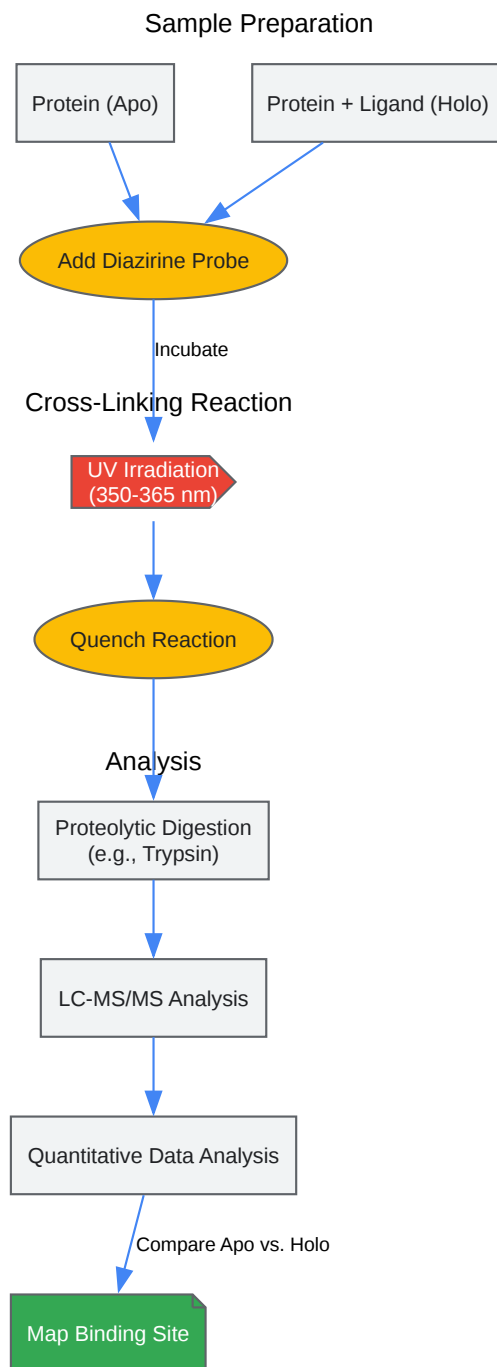 Sample Preparation
Protein (Apo)
Protein + Ligand (Holo)
Add Diazirine Probe
Incubate
Cross-Linking Reaction
UV Irradiation
(350-365 nm)
Quench Reaction
Analysis
Proteolytic Digestion
(e.g., Trypsin)
LC-MS/MS Analysis
Quantitative Data Analysis
Compare Apo vs. Holo
Map Binding Site